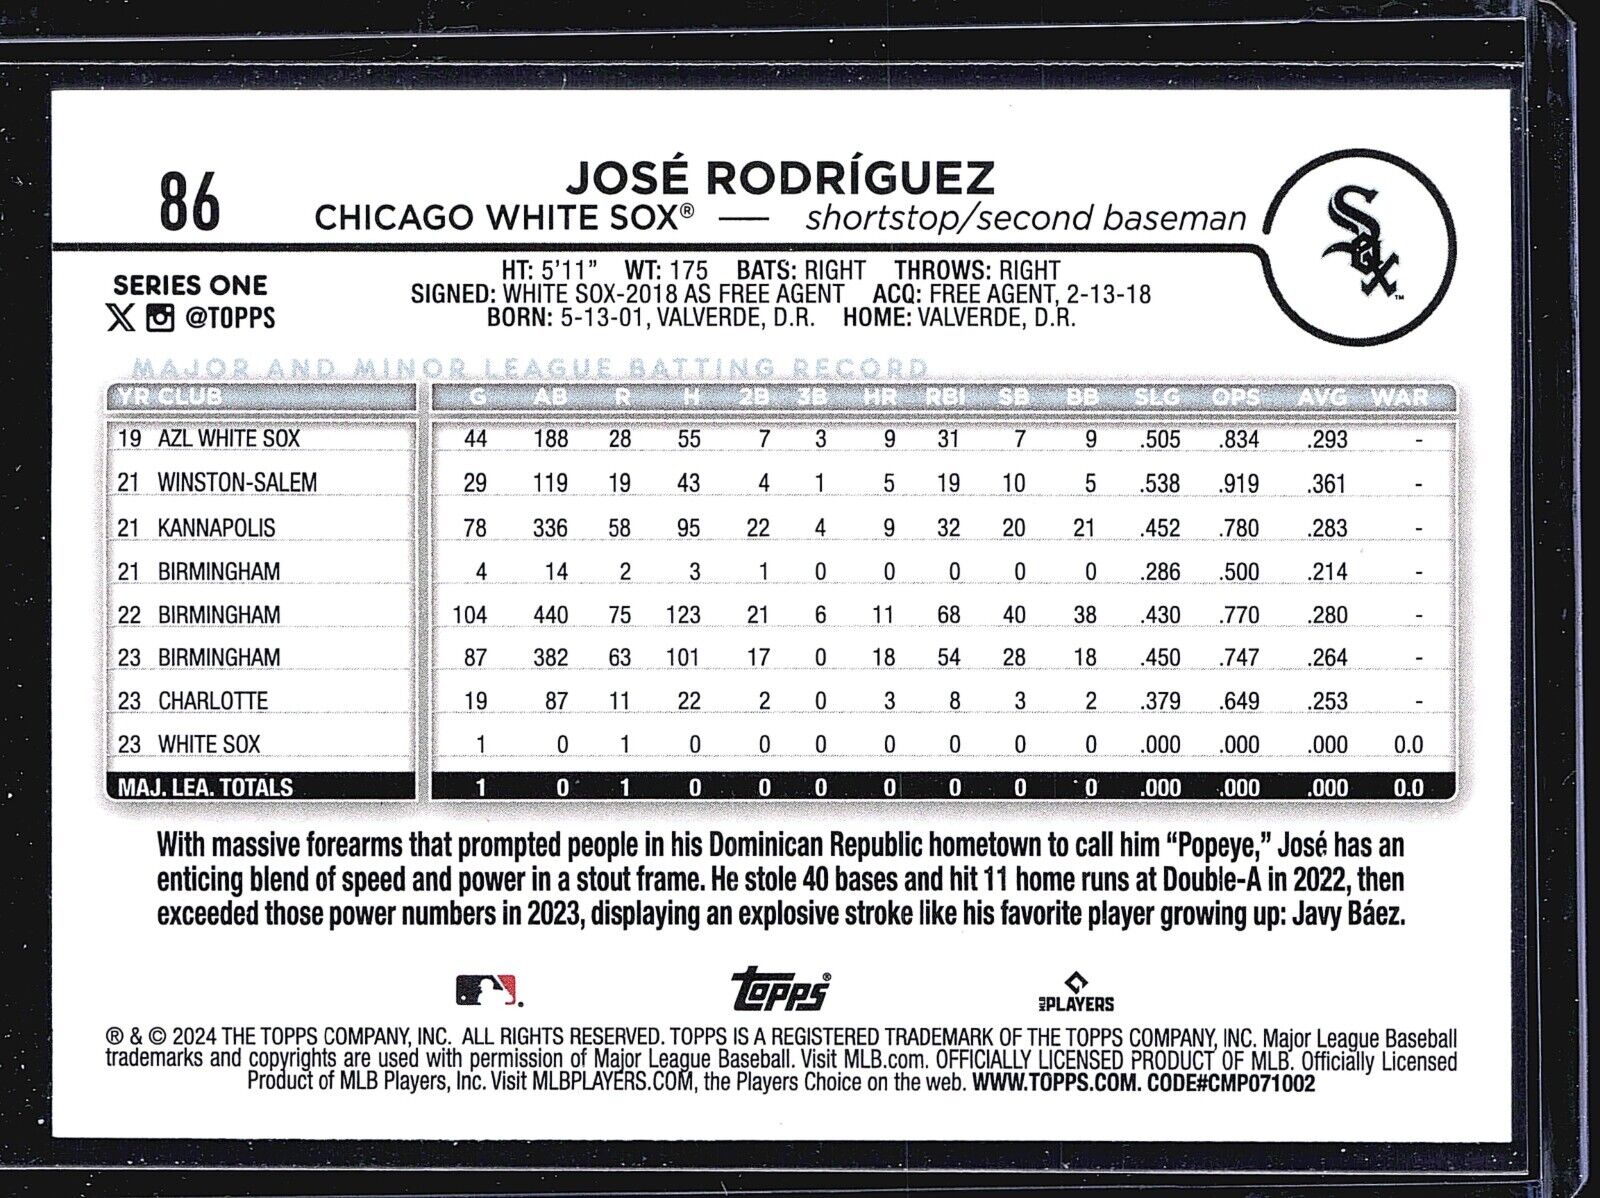 86
JOSÉ RODRÍGUEZ
CHICAGO WHITE SOX® — shortstop/second baseman
Sox™
SERIES ONE
X @TOPPS
HT: 5'11" WT: 175 BATS: RIGHT THROWS: RIGHT
SIGNED: WHITE SOX-2018 AS FREE AGENT ACQ: FREE AGENT, 2-13-18
BORN: 5-13-01, VALVERDE, D.R. HOME: VALVERDE, D.R.
MAJOR AND MINOR LEAGUE BATTING RECORD
YR CLUB G AB R H 2B 3B HR RBI SB BB SLG OPS AVG WAR
19 AZL WHITE SOX 44 188 28 55 7 3 9 31 7 9 .505 .834 .293 -
21 WINSTON-SALEM 29 119 19 43 4 1 5 19 10 5 .538 .919 .361 -
21 KANNAPOLIS 78 336 58 95 22 4 9 32 20 21 .452 .780 .283 -
21 BIRMINGHAM 4 14 2 3 1 0 0 0 0 0 .286 .500 .214 -
22 BIRMINGHAM 104 440 75 123 21 6 11 68 40 38 .430 .770 .280 -
23 BIRMINGHAM 87 382 63 101 17 0 18 54 28 18 .450 .747 .264 -
23 CHARLOTTE 19 87 11 22 2 0 3 8 3 2 .379 .649 .253 -
23 WHITE SOX 1 0 1 0 0 0 0 0 0 0 .000 .000 .000 0.0
MAJ. LEA. TOTALS 1 0 1 0 0 0 0 0 0 0 .000 .000 .000 0.0
With massive forearms that prompted people in his Dominican Republic hometown to call him “Popeye,” José has an
enticing blend of speed and power in a stout frame. He stole 40 bases and hit 11 home runs at Double-A in 2022, then
exceeded those power numbers in 2023, displaying an explosive stroke like his favorite player growing up: Javy Báez.
Topps®
MLB PLAYERS
® & © 2024 THE TOPPS COMPANY, INC. ALL RIGHTS RESERVED. TOPPS IS A REGISTERED TRADEMARK OF THE TOPPS COMPANY, INC. Major League Baseball
trademarks and copyrights are used with permission of Major League Baseball. Visit MLB.com. OFFICIALLY LICENSED PRODUCT OF MLB. Officially Licensed
Product of MLB Players, Inc. Visit MLBPLAYERS.COM, the Players Choice on the web. WWW.TOPPS.COM. CODE#CMP071002